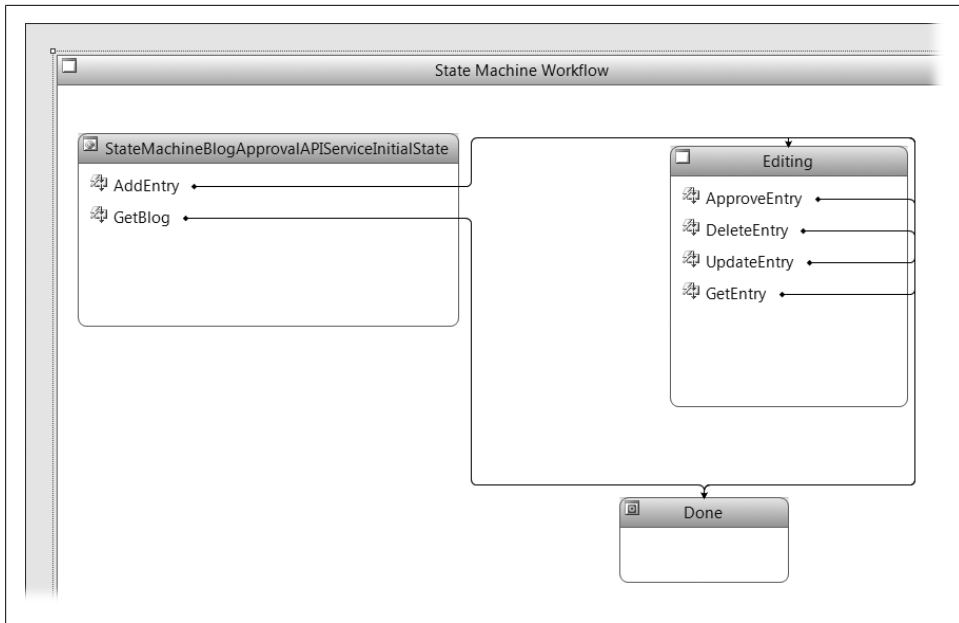 State Machine Workflow
StateMachineBlogApprovalAPIServiceInitialState
AddEntry
GetBlog
Editing
ApproveEntry
DeleteEntry
UpdateEntry
GetEntry
Done